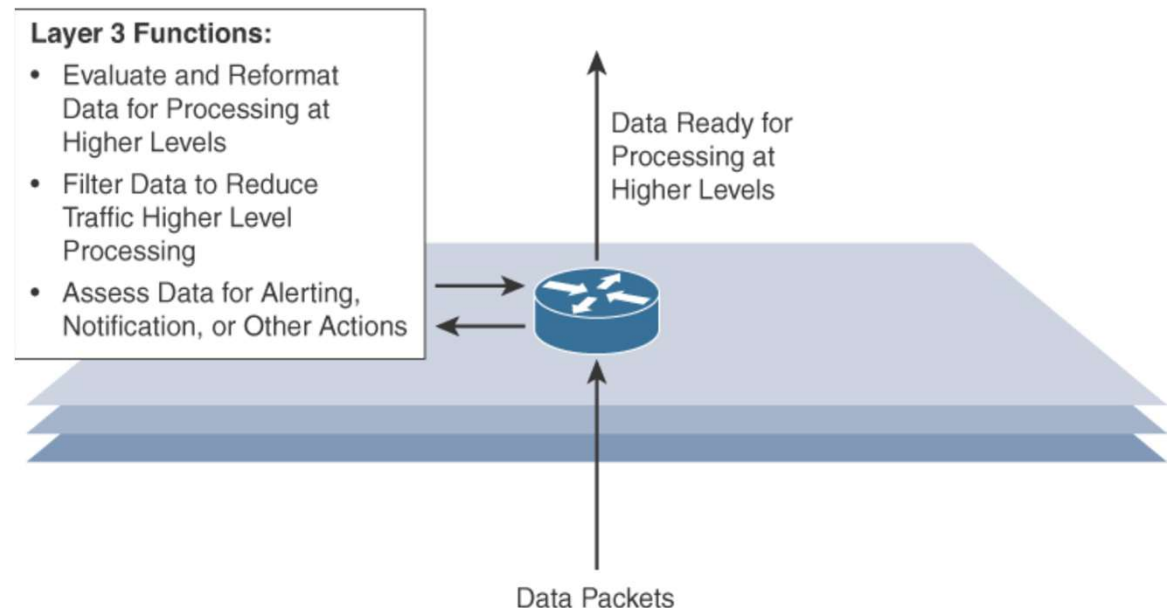 Layer 3 Functions:
• Evaluate and Reformat
Data for Processing at
Higher Levels
• Filter Data to Reduce
Traffic Higher Level
Processing
• Assess Data for Alerting,
Notification, or Other Actions
Data Ready for
Processing at
Higher Levels
Data Packets